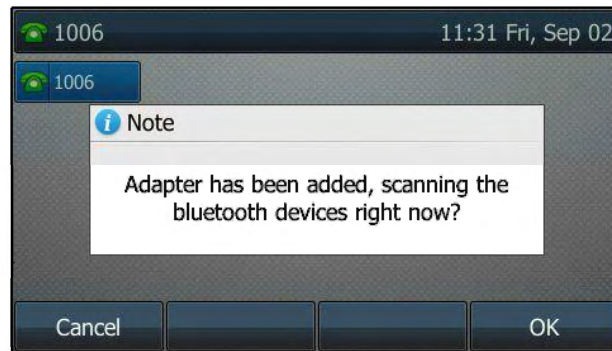 1006 11:31 Fri, Sep 02
1006
Note
Adapter has been added, scanning the
bluetooth devices right now?
Cancel OK